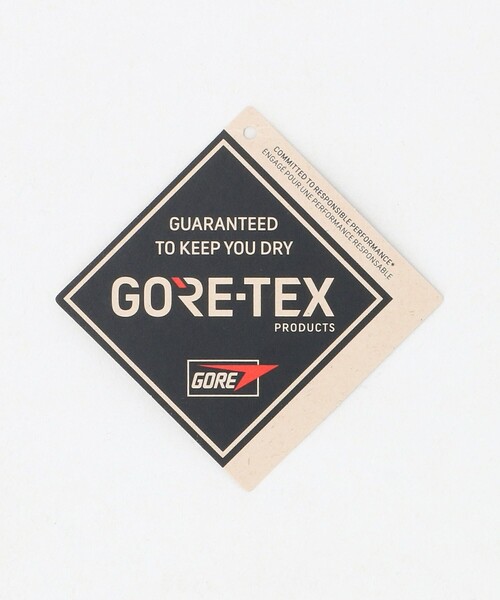 COMMITTED TO RESPONSIBLE PERFORMANCE*
ENGAGÉ POUR UNE PERFORMANCE RESPONSABLE
GUARANTEED
TO KEEP YOU DRY
GORE-TEX
PRODUCTS
GORE